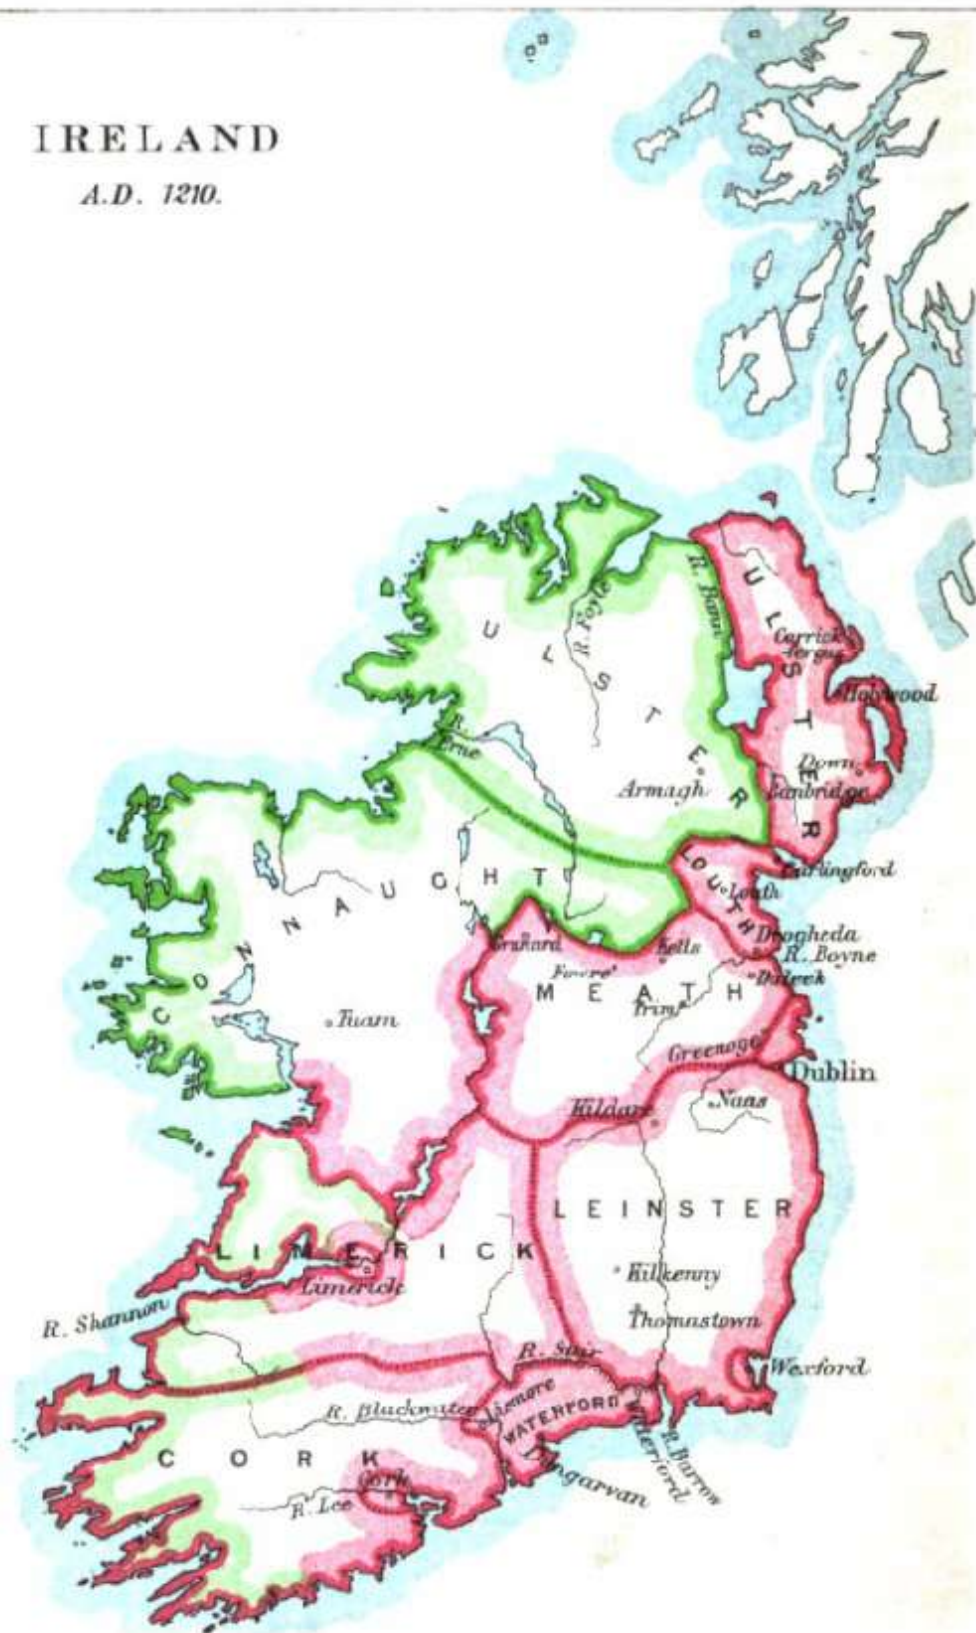 IRELAND
A.D. 1210.
ULSTER
R. Foyle
R. Bann
ULSTER
Carrick
fergus
Holywood
R.
Erne
Armagh
Down
Banbridge
LOUTH
Louth
Carlingford
CONNAUGHT
Granard
Kells
Drogheda
R. Boyne
Duleek
Fowre
MEATH
Trim
Tuam
Greenoge
Dublin
Kildare
Naas
LEINSTER
LIMERICK
Limerick
Kilkenny
Thomastown
R. Shannon
R. Suir
Wexford
Lismore
R. Blackwater
WATERFORD
Waterford
R. Barrow
CORK
Cork
Dungarvan
R. Lee